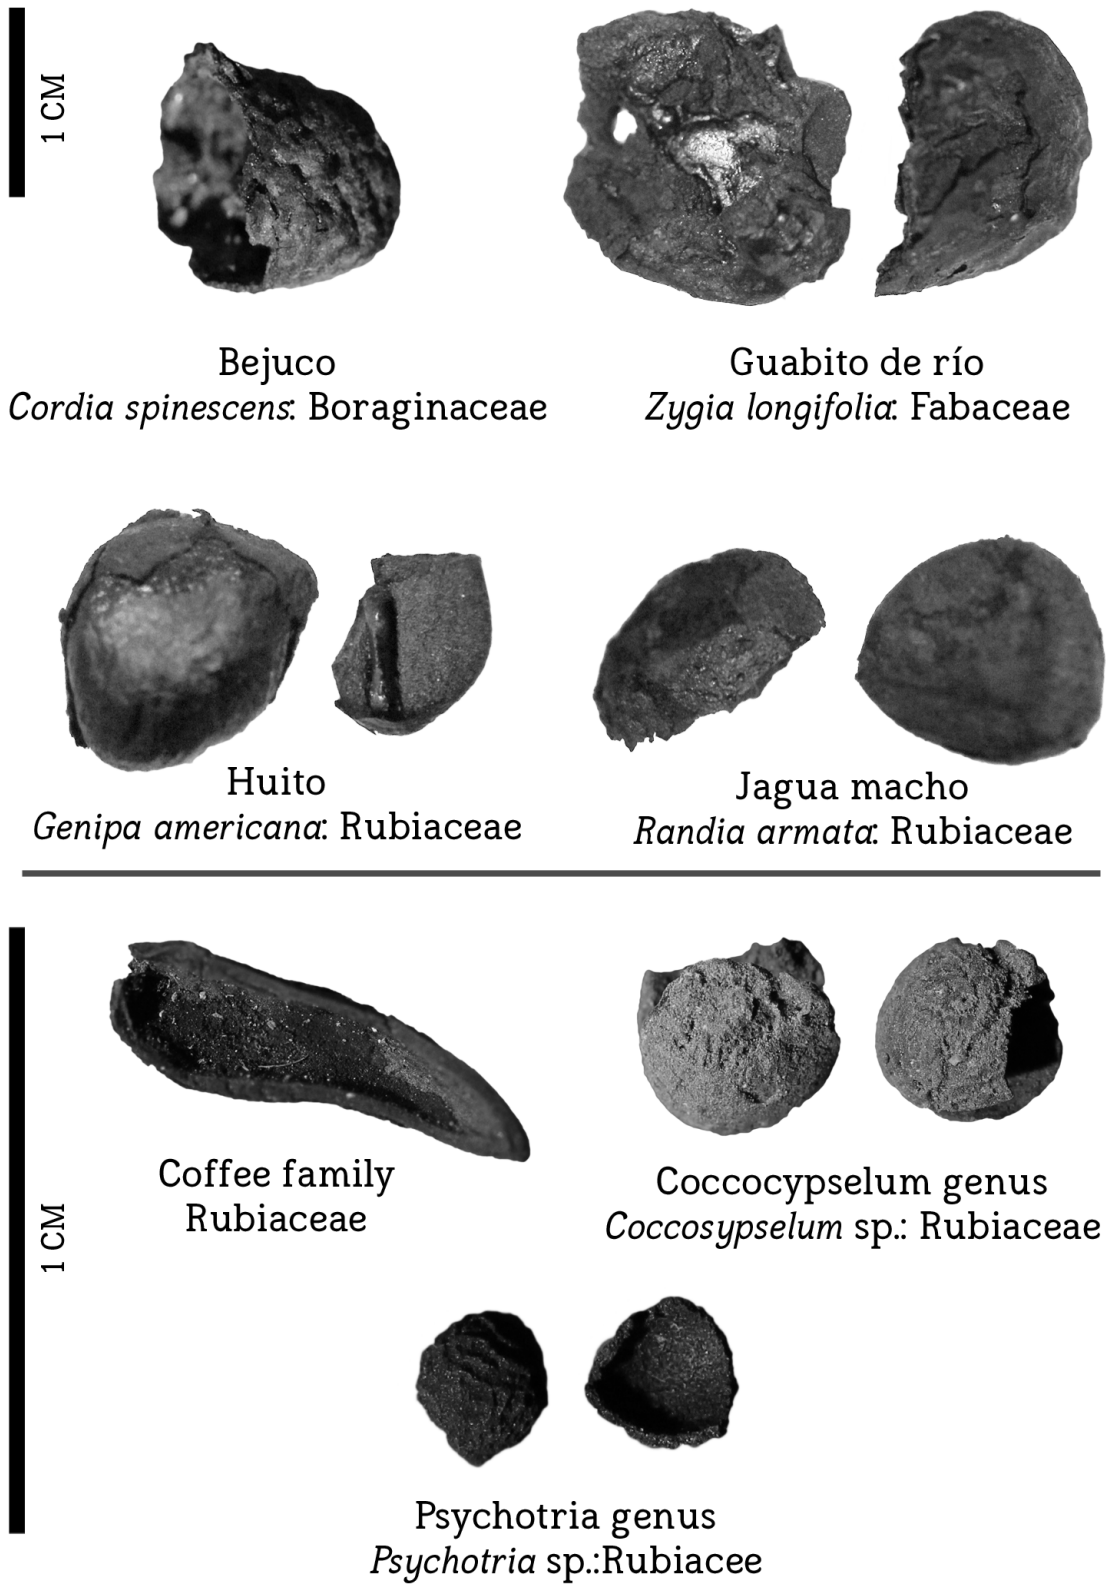 1 CM
Bejuco
Cordia spinescens: Boraginaceae
Guabito de río
Zygia longifolia: Fabaceae
Huito
Genipa americana: Rubiaceae
Jagua macho
Randia armata: Rubiaceae
1 CM
Coffee family
Rubiaceae
Coccocypselum genus
Coccosypselum sp.: Rubiaceae
Psychotria genus
Psychotria sp.:Rubiacee